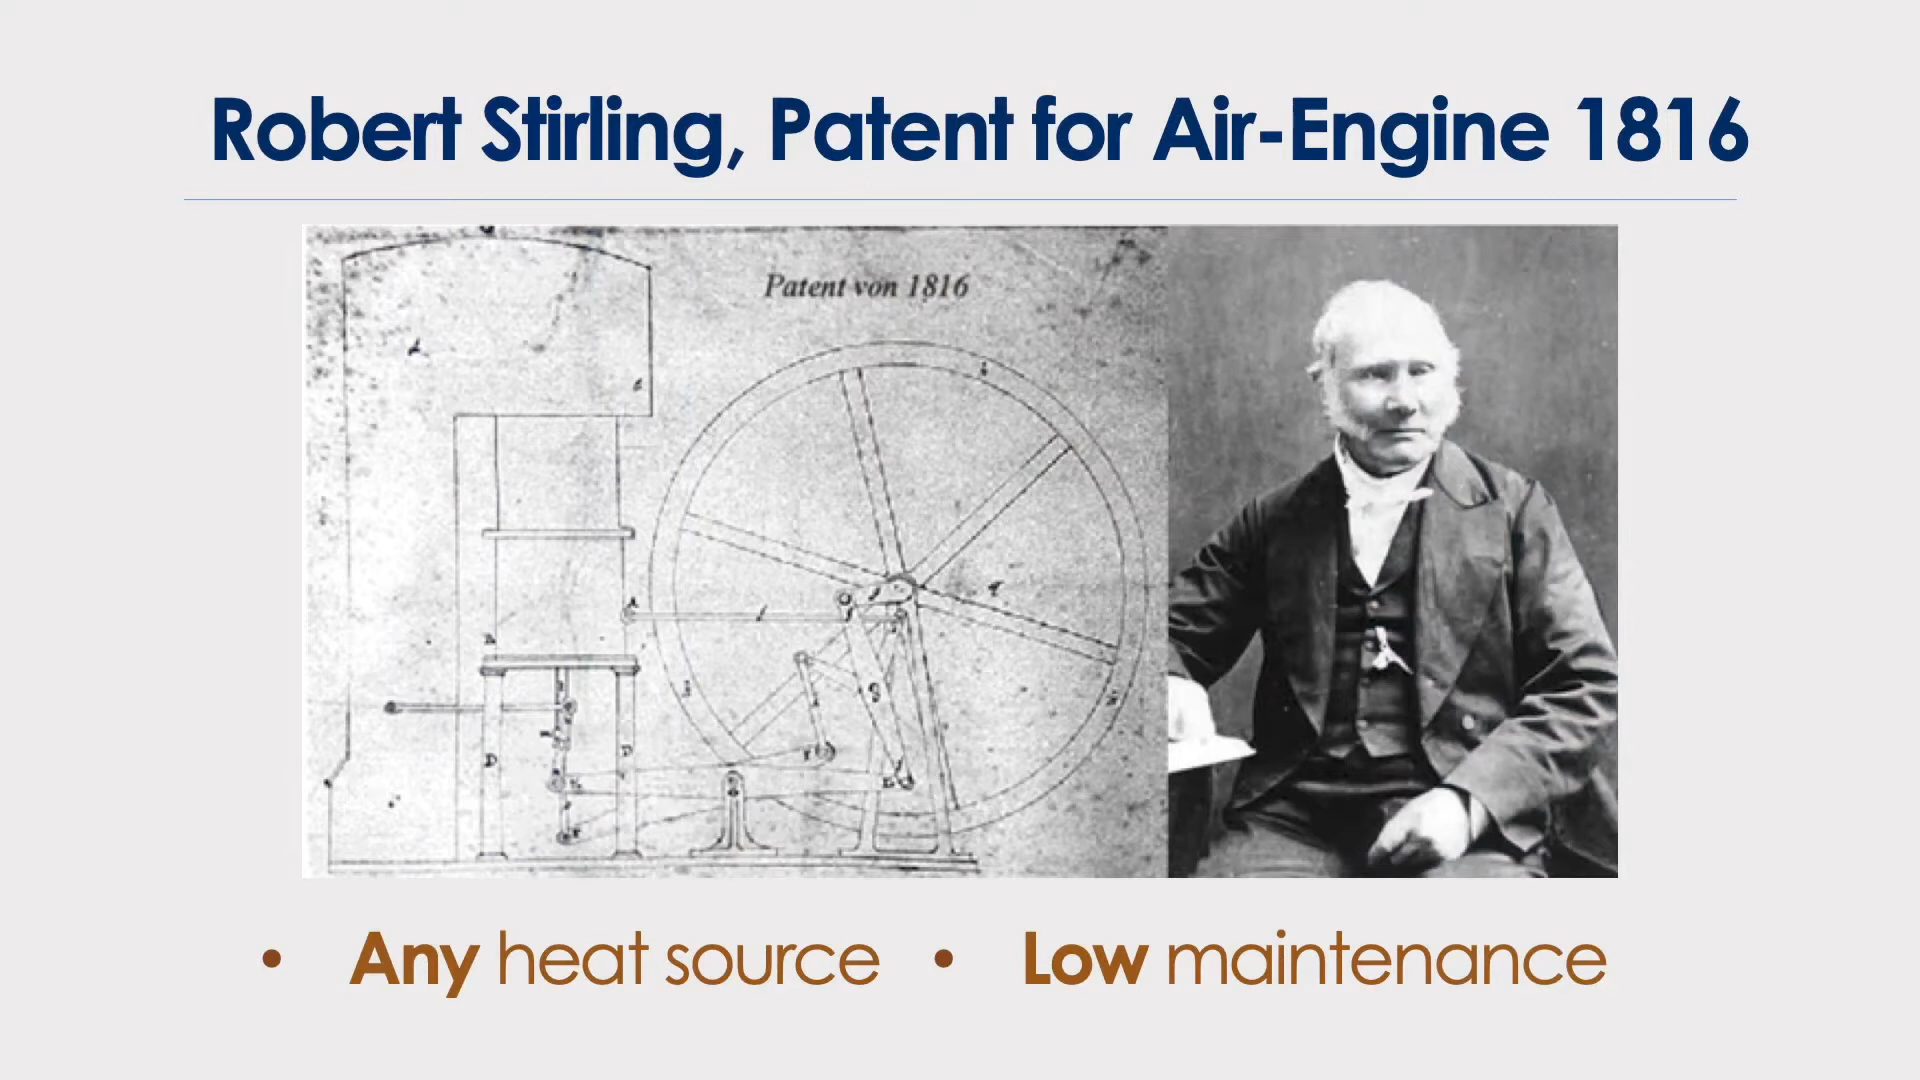 Robert Stirling, Patent for Air-Engine 1816
Patent von 1816
• Any heat source • Low maintenance